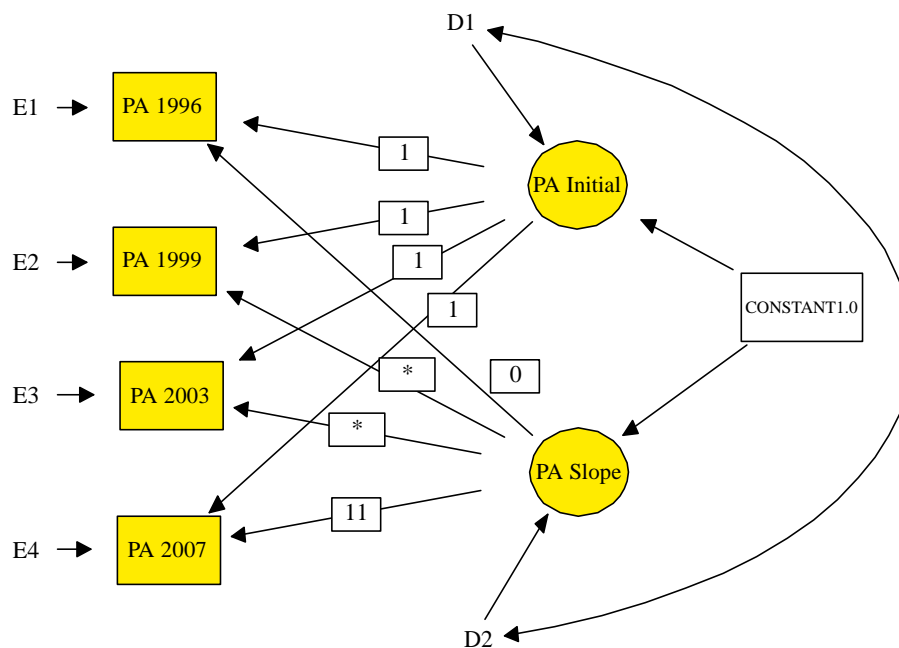 D1
E1
PA 1996
1
PA Initial
1
E2
PA 1999
1
1
CONSTANT1.0
E3
PA 2003
*
0
*
PA Slope
11
E4
PA 2007
D2